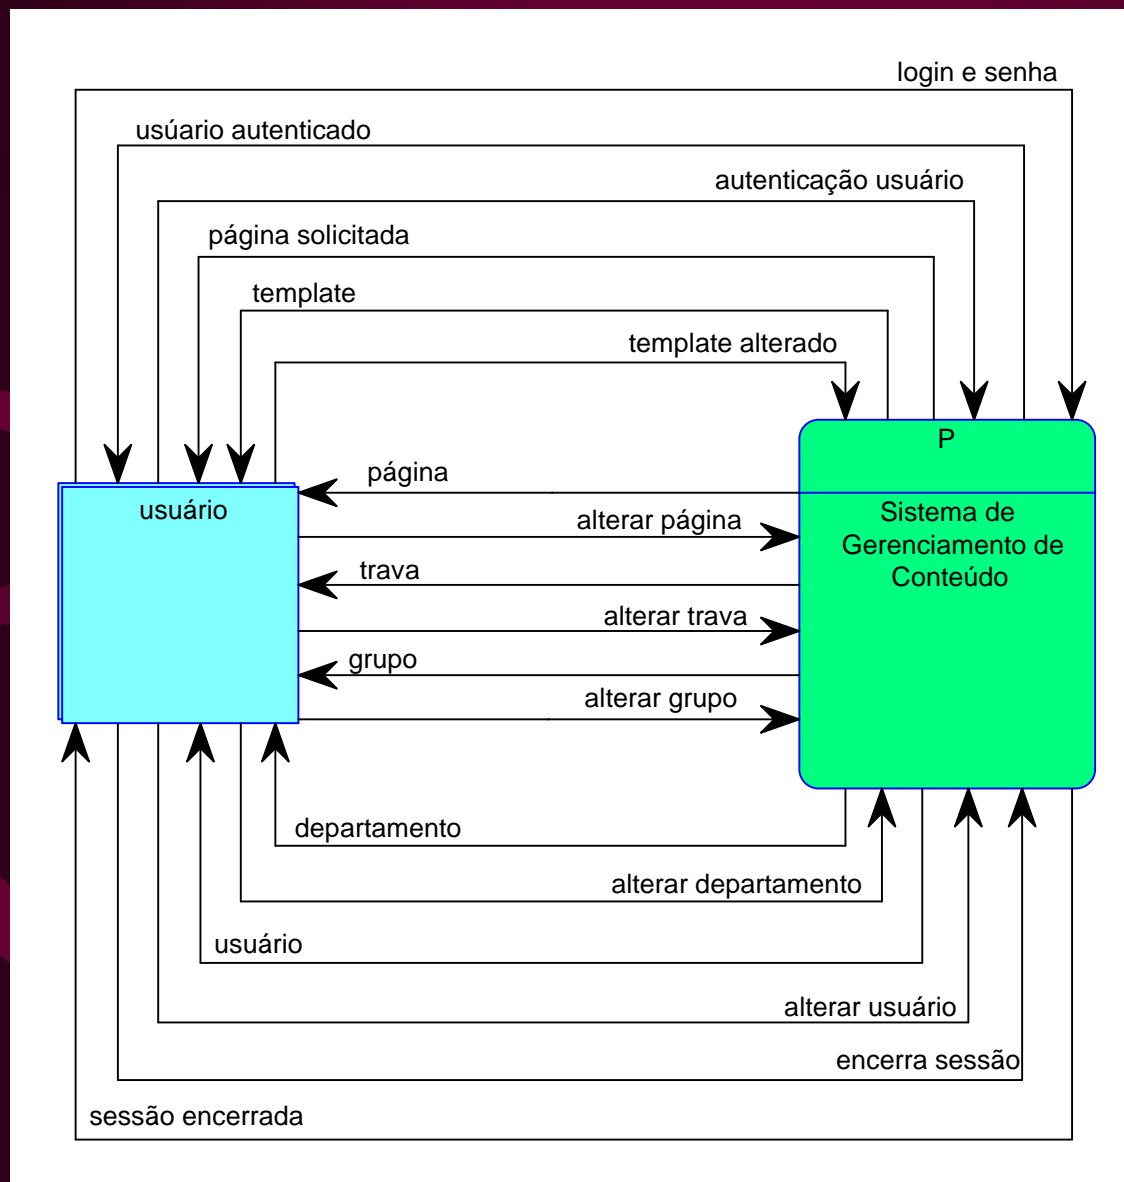 login e senha
usúario autenticado
autenticação usuário
página solicitada
template
template alterado
P
página
usuário
Sistema de
Gerenciamento de
Conteúdo
alterar página
trava
alterar trava
grupo
alterar grupo
departamento
alterar departamento
usuário
alterar usuário
encerra sessão
sessão encerrada